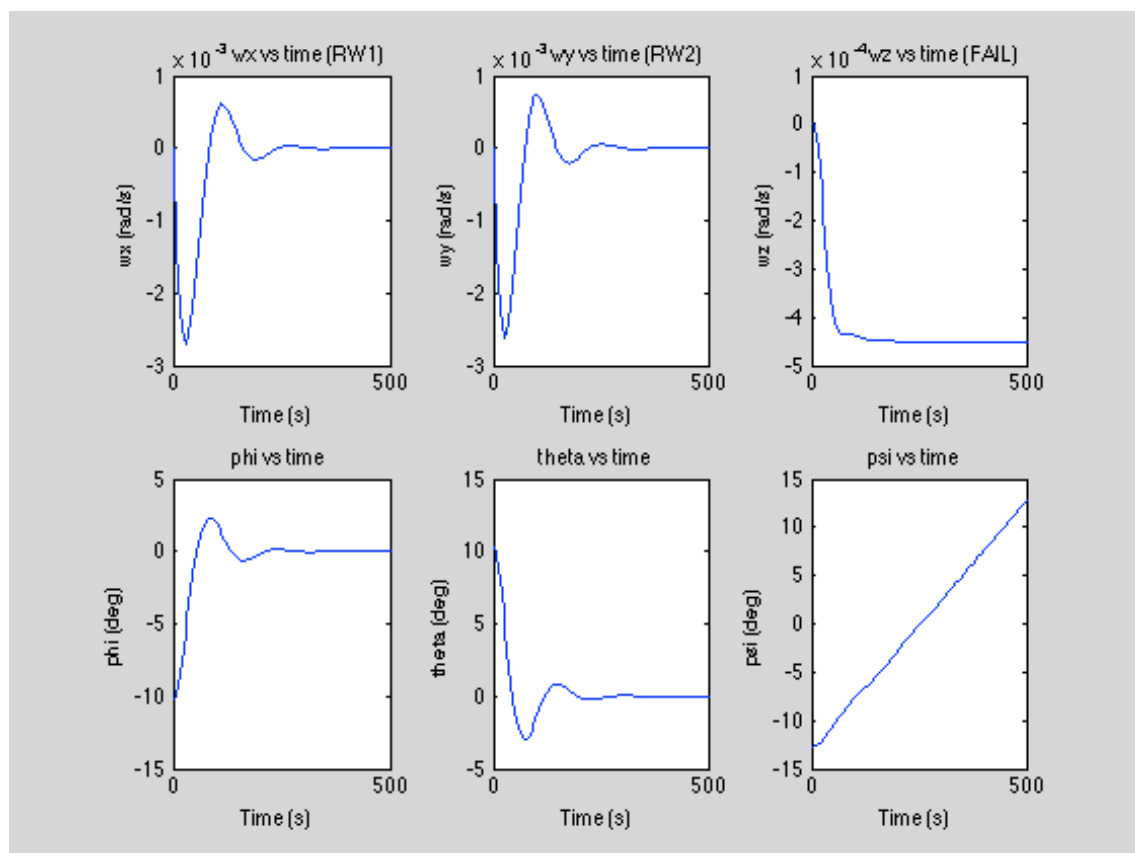 × 10⁻³ wx vs time (RW1)
1
0
-1
-2
-3
wx (rad/s)
0
500
Time (s)
× 10⁻³ wy vs time (RW2)
1
0
-1
-2
-3
wy (rad/s)
0
500
Time (s)
× 10⁻⁴ wz vs time (FAIL)
1
0
-1
-2
-3
-4
-5
wz (rad/s)
0
500
Time (s)
phi vs time
5
0
-5
-10
-15
phi (deg)
0
500
Time (s)
theta vs time
15
10
5
0
-5
theta (deg)
0
500
Time (s)
psi vs time
15
10
5
0
-5
-10
-15
psi (deg)
0
500
Time (s)